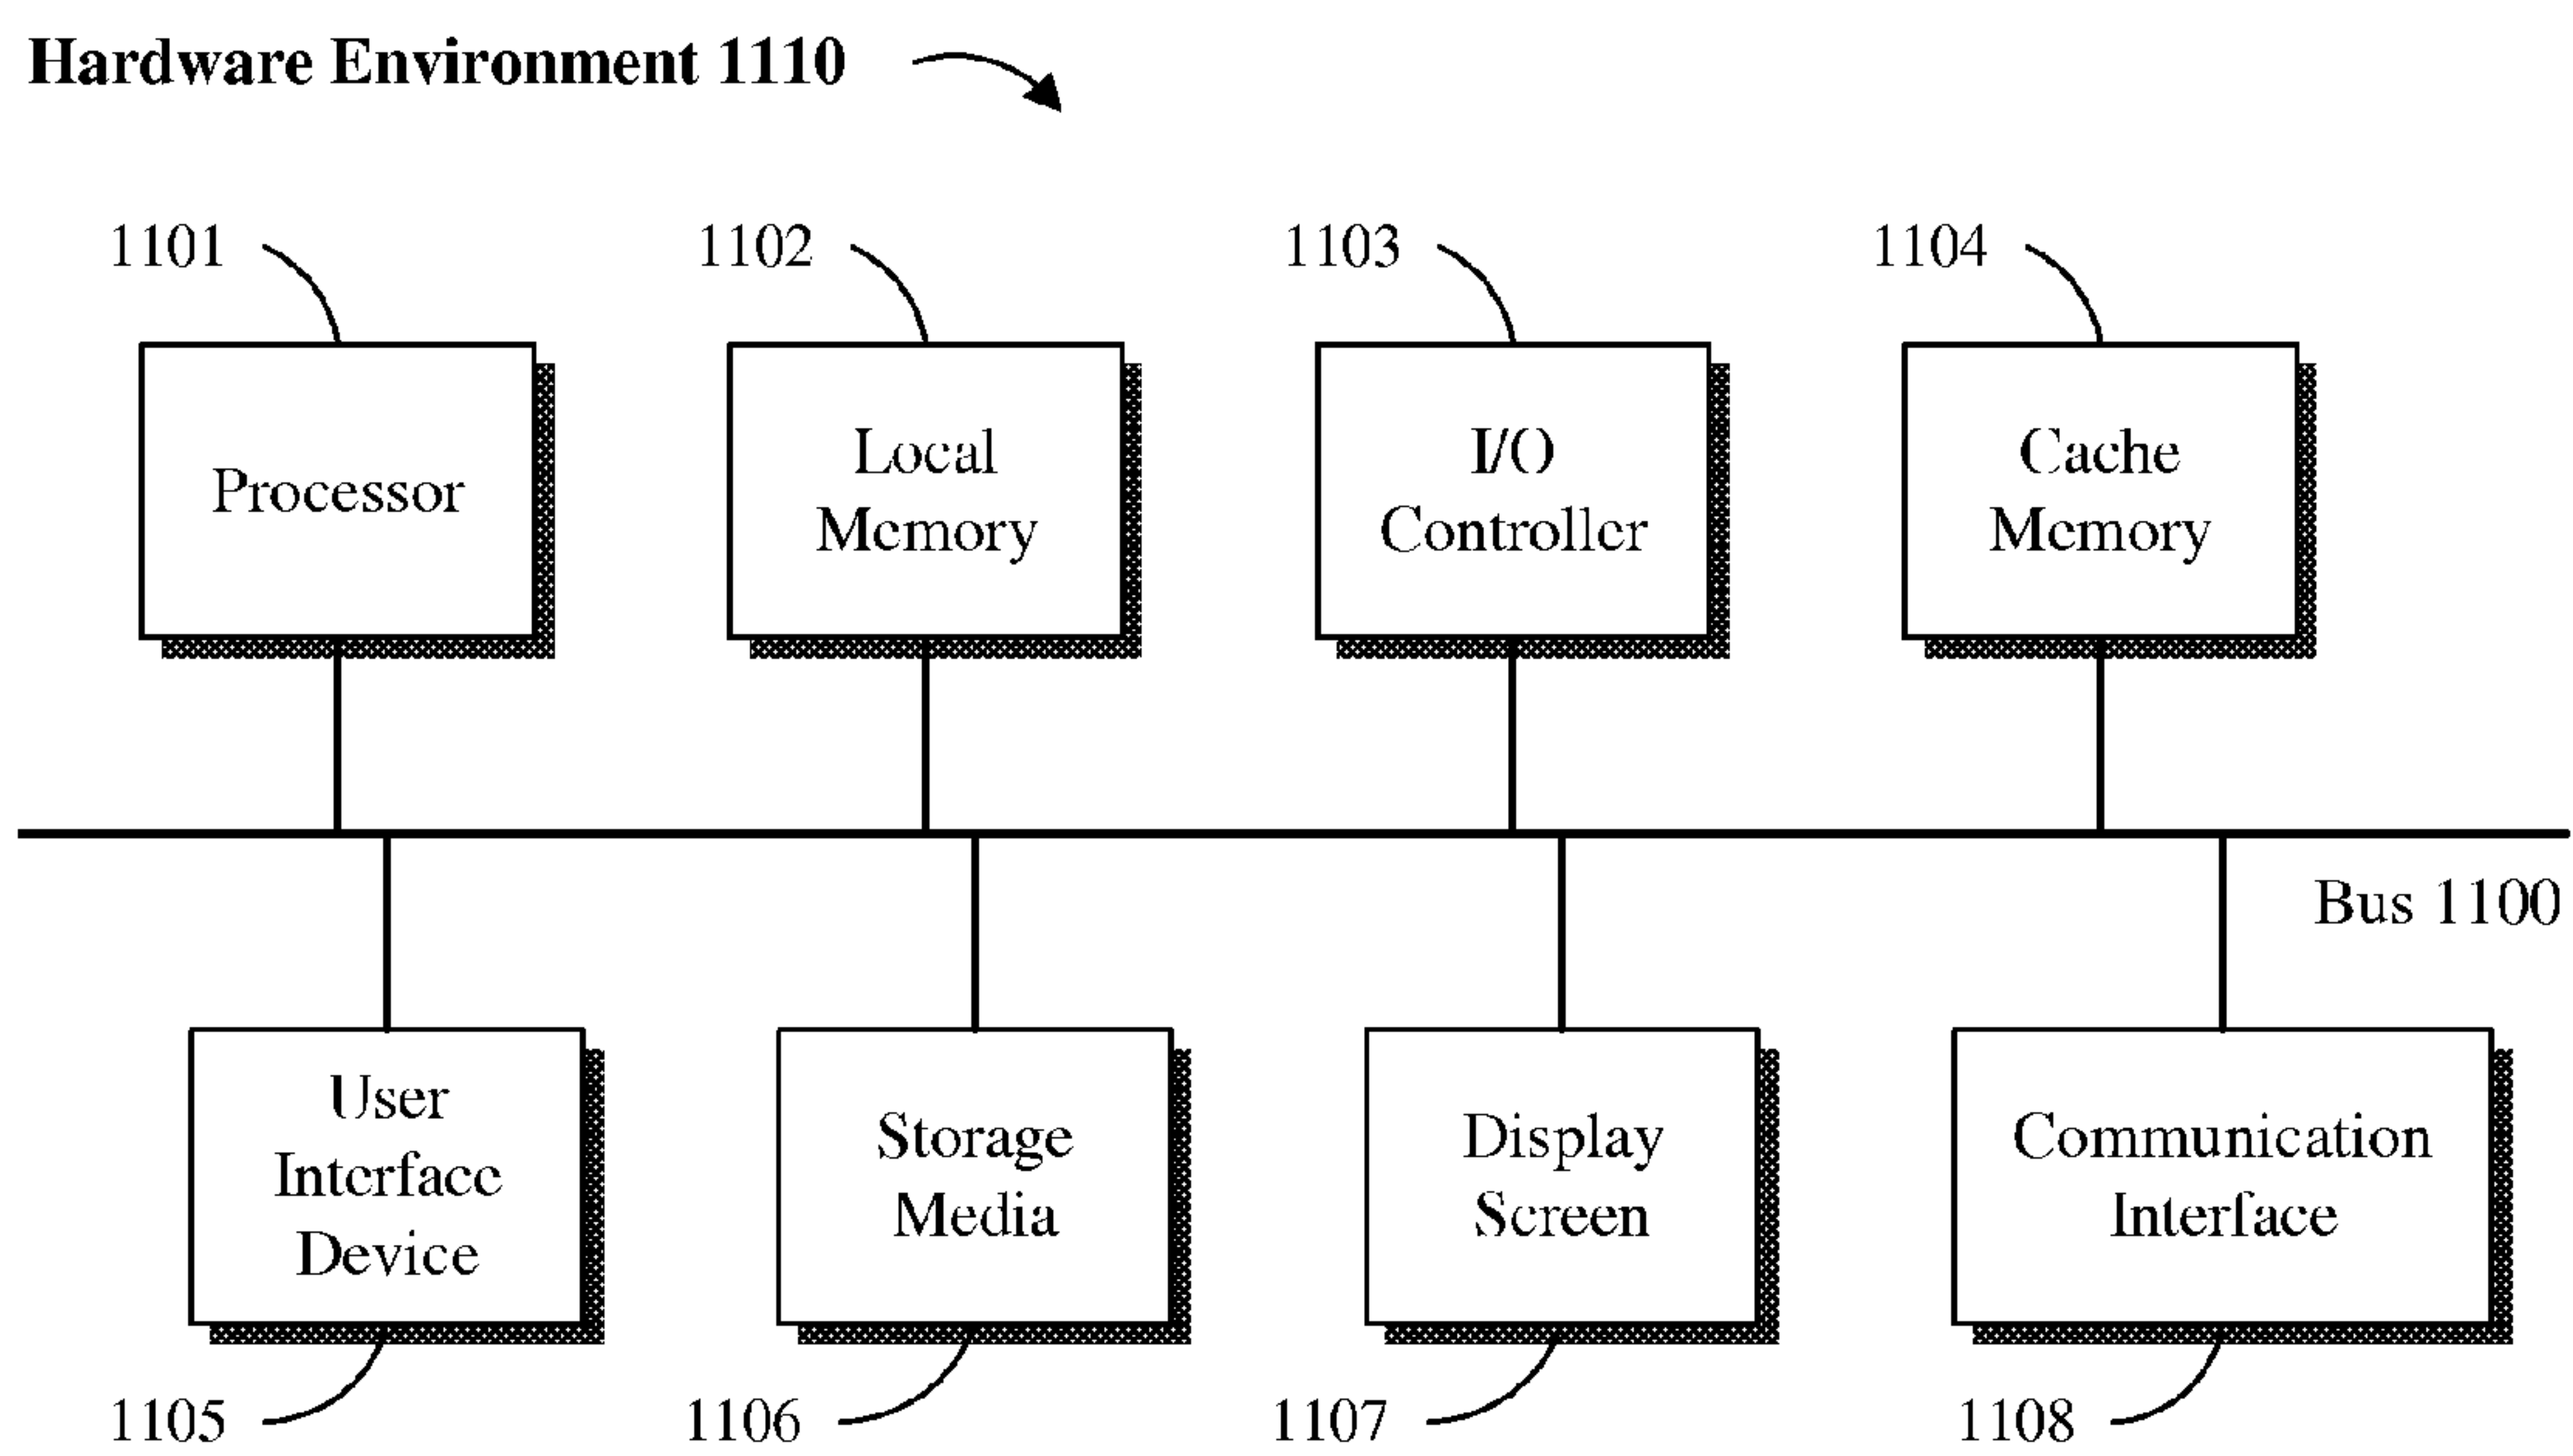 Hardware Environment 1110
1101
1102
1103
1104
Processor
Local
Memory
I/O
Controller
Cache
Memory
Bus 1100
User
Interface
Device
Storage
Media
Display
Screen
Communication
Interface
1105
1106
1107
1108